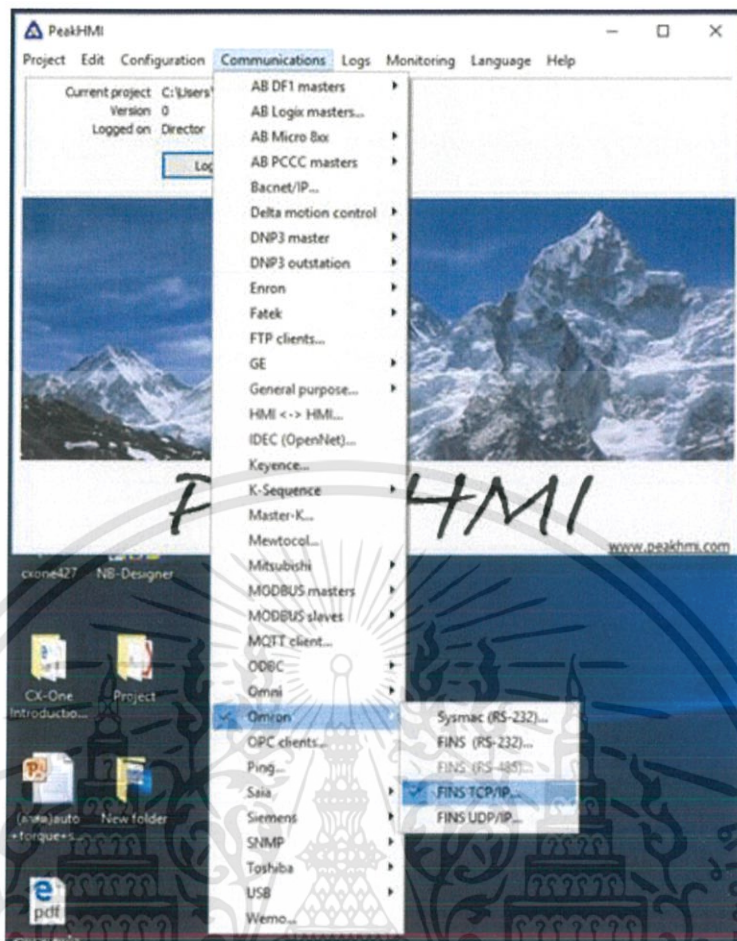 PeakHMI
Project Edit Configuration Communications Logs Monitoring Language Help
Current project C:\Users\
Version 0
Logged on Director
Log
AB DF1 masters
AB Logix masters...
AB Micro 8xx
AB PCCC masters
Bacnet/IP...
Delta motion control
DNP3 master
DNP3 outstation
Enron
Fatek
FTP clients...
GE
General purpose...
HMI <-> HMI...
IDEC (OpenNet)...
Keyence...
K-Sequence
Master-K...
Mewtocol...
Mitsubishi
MODBUS masters
MODBUS slaves
MQTT client...
ODBC
Omni
Omron
OPC clients...
Ping...
Saia
Siemens
SNMP
Toshiba
USB
Wemo...
Sysmac (RS-232)...
FINS (RS-232)...
FINS (RS-485)...
FINS TCP/IP...
FINS UDP/IP...
P HMI
www.peakhmi.com
cxone427 NB-Designer
CX-One Project
Introductio...
auto New folder
+torque+s...
pdf